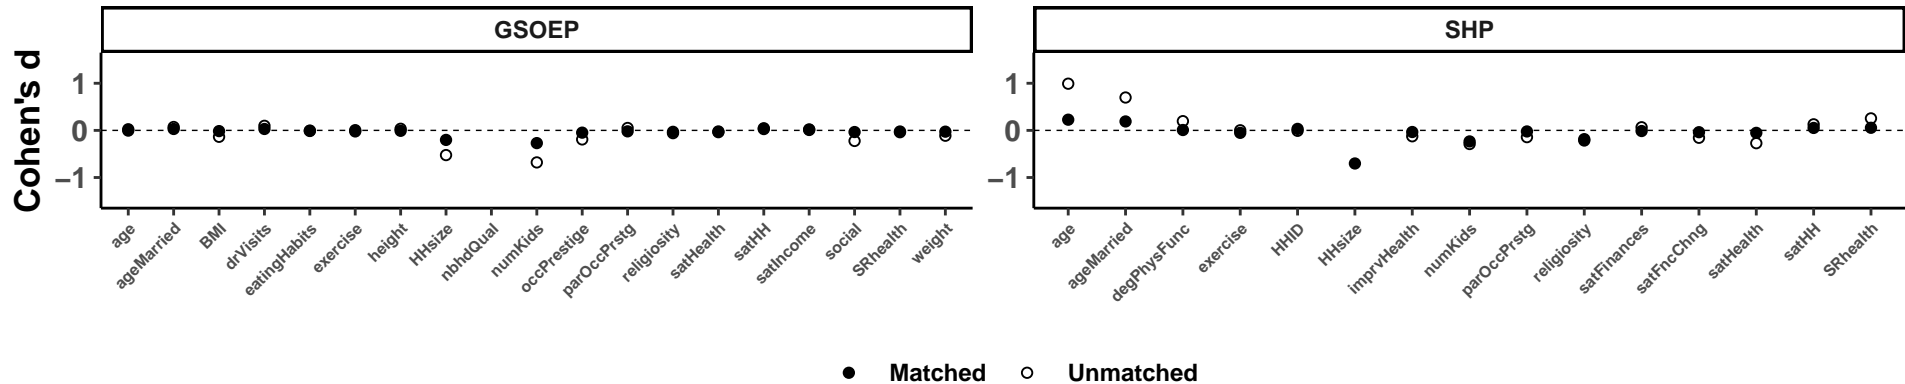 GSOEP
SHP
Cohen's d
1
0
−1
1
0
−1
age
ageMarried
BMI
drVisits
eatingHabits
exercise
height
HHsize
nbhdQual
numKids
occPrestige
parOccPrstg
religiosity
satHealth
satHH
satIncome
social
SRhealth
weight
age
ageMarried
degPhysFunc
exercise
HHID
HHsize
imprvHealth
numKids
parOccPrstg
religiosity
satFinances
satFncChng
satHealth
satHH
SRhealth
Matched
Unmatched